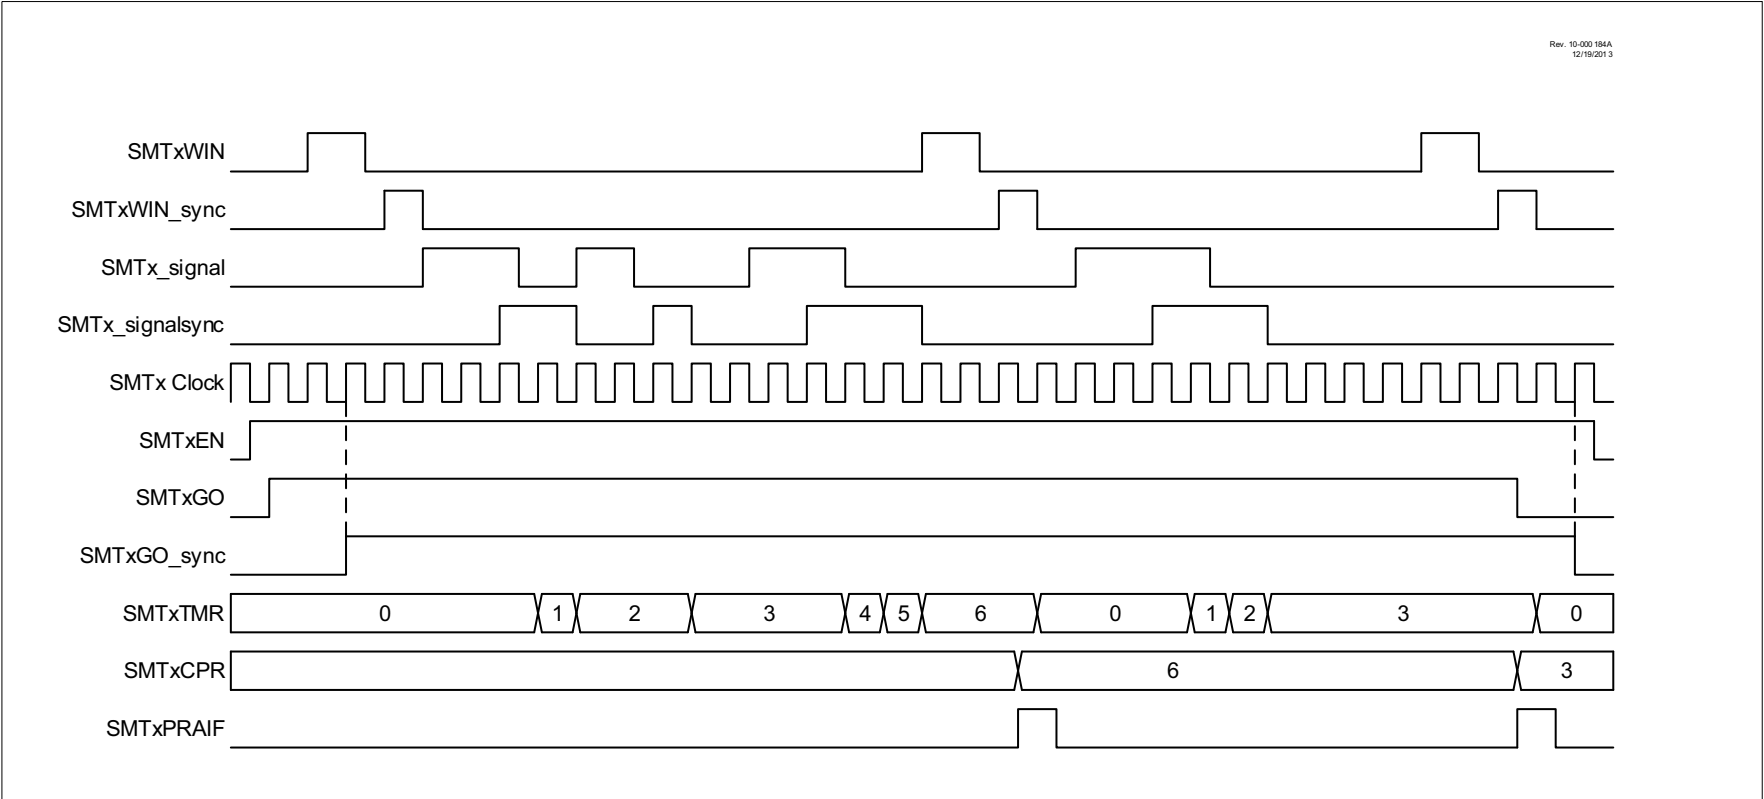 Rev. 10-000 184A
12/19/201 3
SMTxWIN
SMTxWIN_sync
SMTx_signal
SMTx_signalsync
SMTx Clock
SMTxEN
SMTxGO
SMTxGO_sync
SMTxTMR 0 1 2 3 4 5 6 0 1 2 3 0
SMTxCPR 6 3
SMTxPRAIF